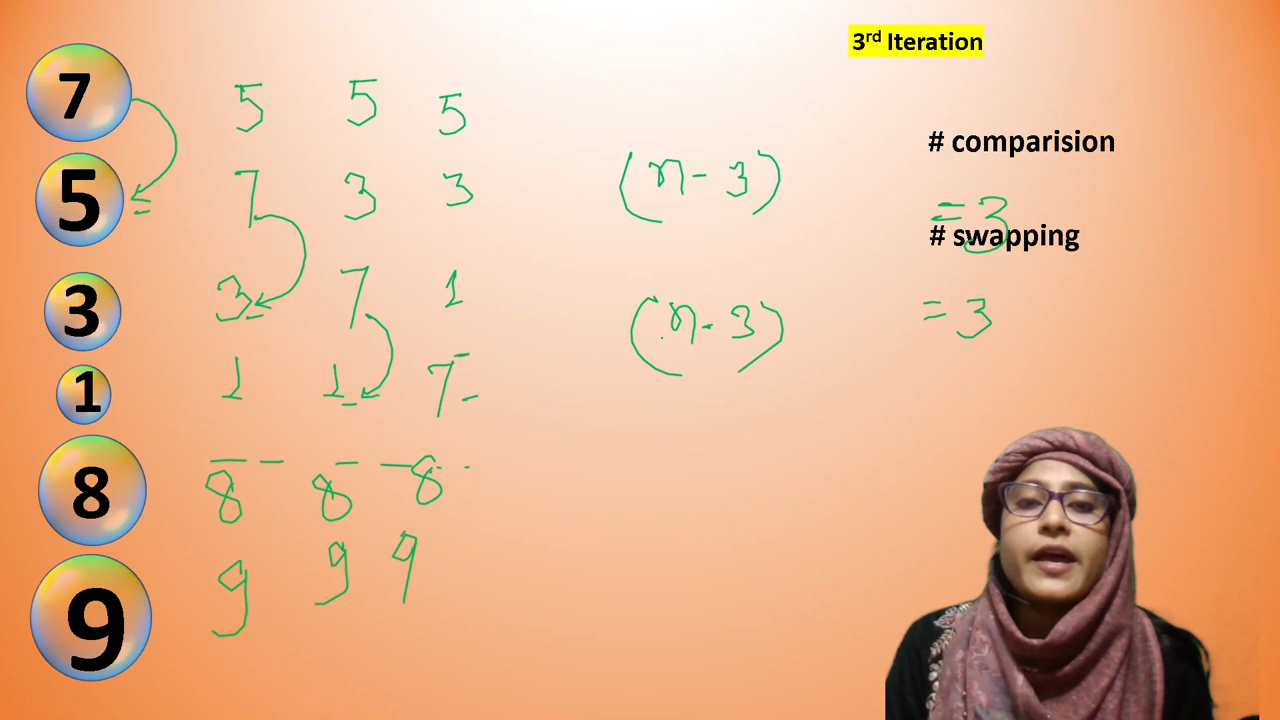 3rd Iteration
7 5 5 5
# comparision
5 7 3 3
(n - 3)
= 3
# swapping
3 3 7 1
(n - 3)
= 3
1 1 1 7
8 8 8 8
9 9 9 9